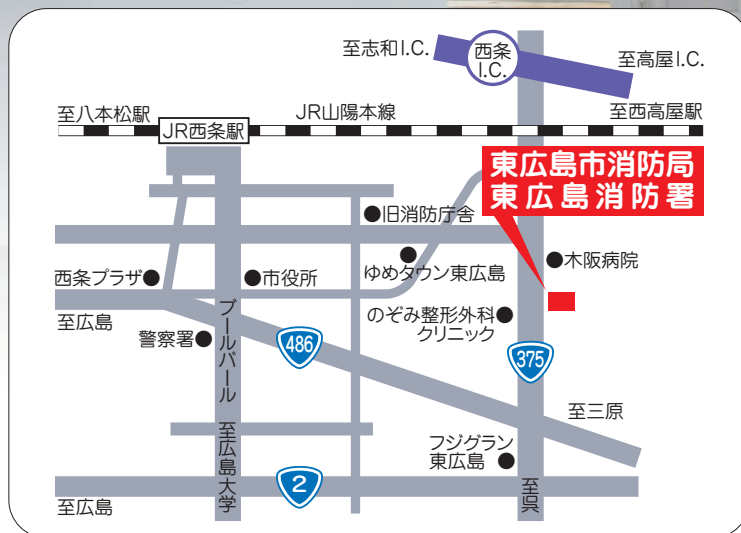 至志和I.C.
西条
I.C.
至高屋I.C.
至八本松駅
JR山陽本線
至西高屋駅
JR西条駅
東広島市消防局
東広島消防署
旧消防庁舎
木阪病院
ゆめタウン東広島
西条プラザ
市役所
至広島
のぞみ整形外科
クリニック
ブールバール
警察署
486
375
至三原
フジグラン
東広島
至広島大学
2
至呉
至広島